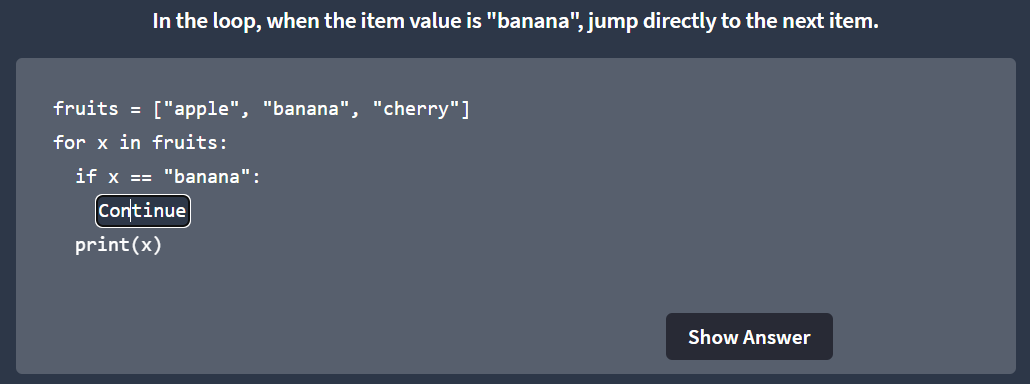 In the loop, when the item value is "banana", jump directly to the next item.
fruits = ["apple", "banana", "cherry"]
for x in fruits:
  if x == "banana":
    Continue
  print(x)
Show Answer